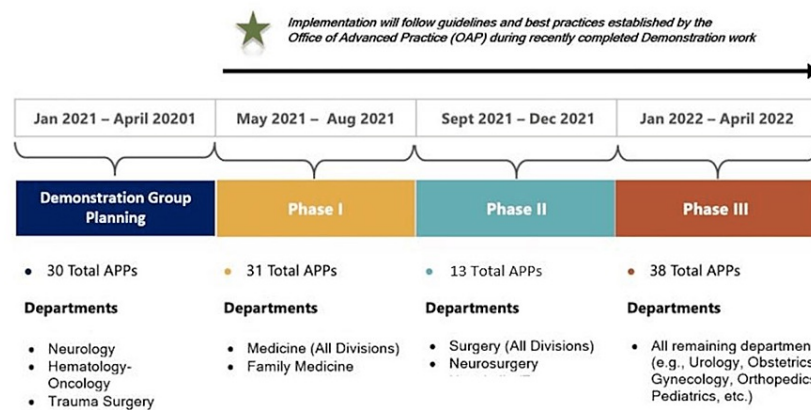 Implementation will follow guidelines and best practices established by the
Office of Advanced Practice (OAP) during recently completed Demonstration work
Jan 2021 – April 20201
May 2021 – Aug 2021
Sept 2021 – Dec 2021
Jan 2022 – April 2022
Demonstration Group
Planning
Phase I
Phase II
Phase III
• 30 Total APPs
• 31 Total APPs
• 13 Total APPs
• 38 Total APPs
Departments
Departments
Departments
Departments
• Neurology
• Hematology-
Oncology
• Trauma Surgery
• Medicine (All Divisions)
• Family Medicine
• Surgery (All Divisions)
• Neurosurgery
• All remaining department
(e.g., Urology, Obstetrics
Gynecology, Orthopedics
Pediatrics, etc.)